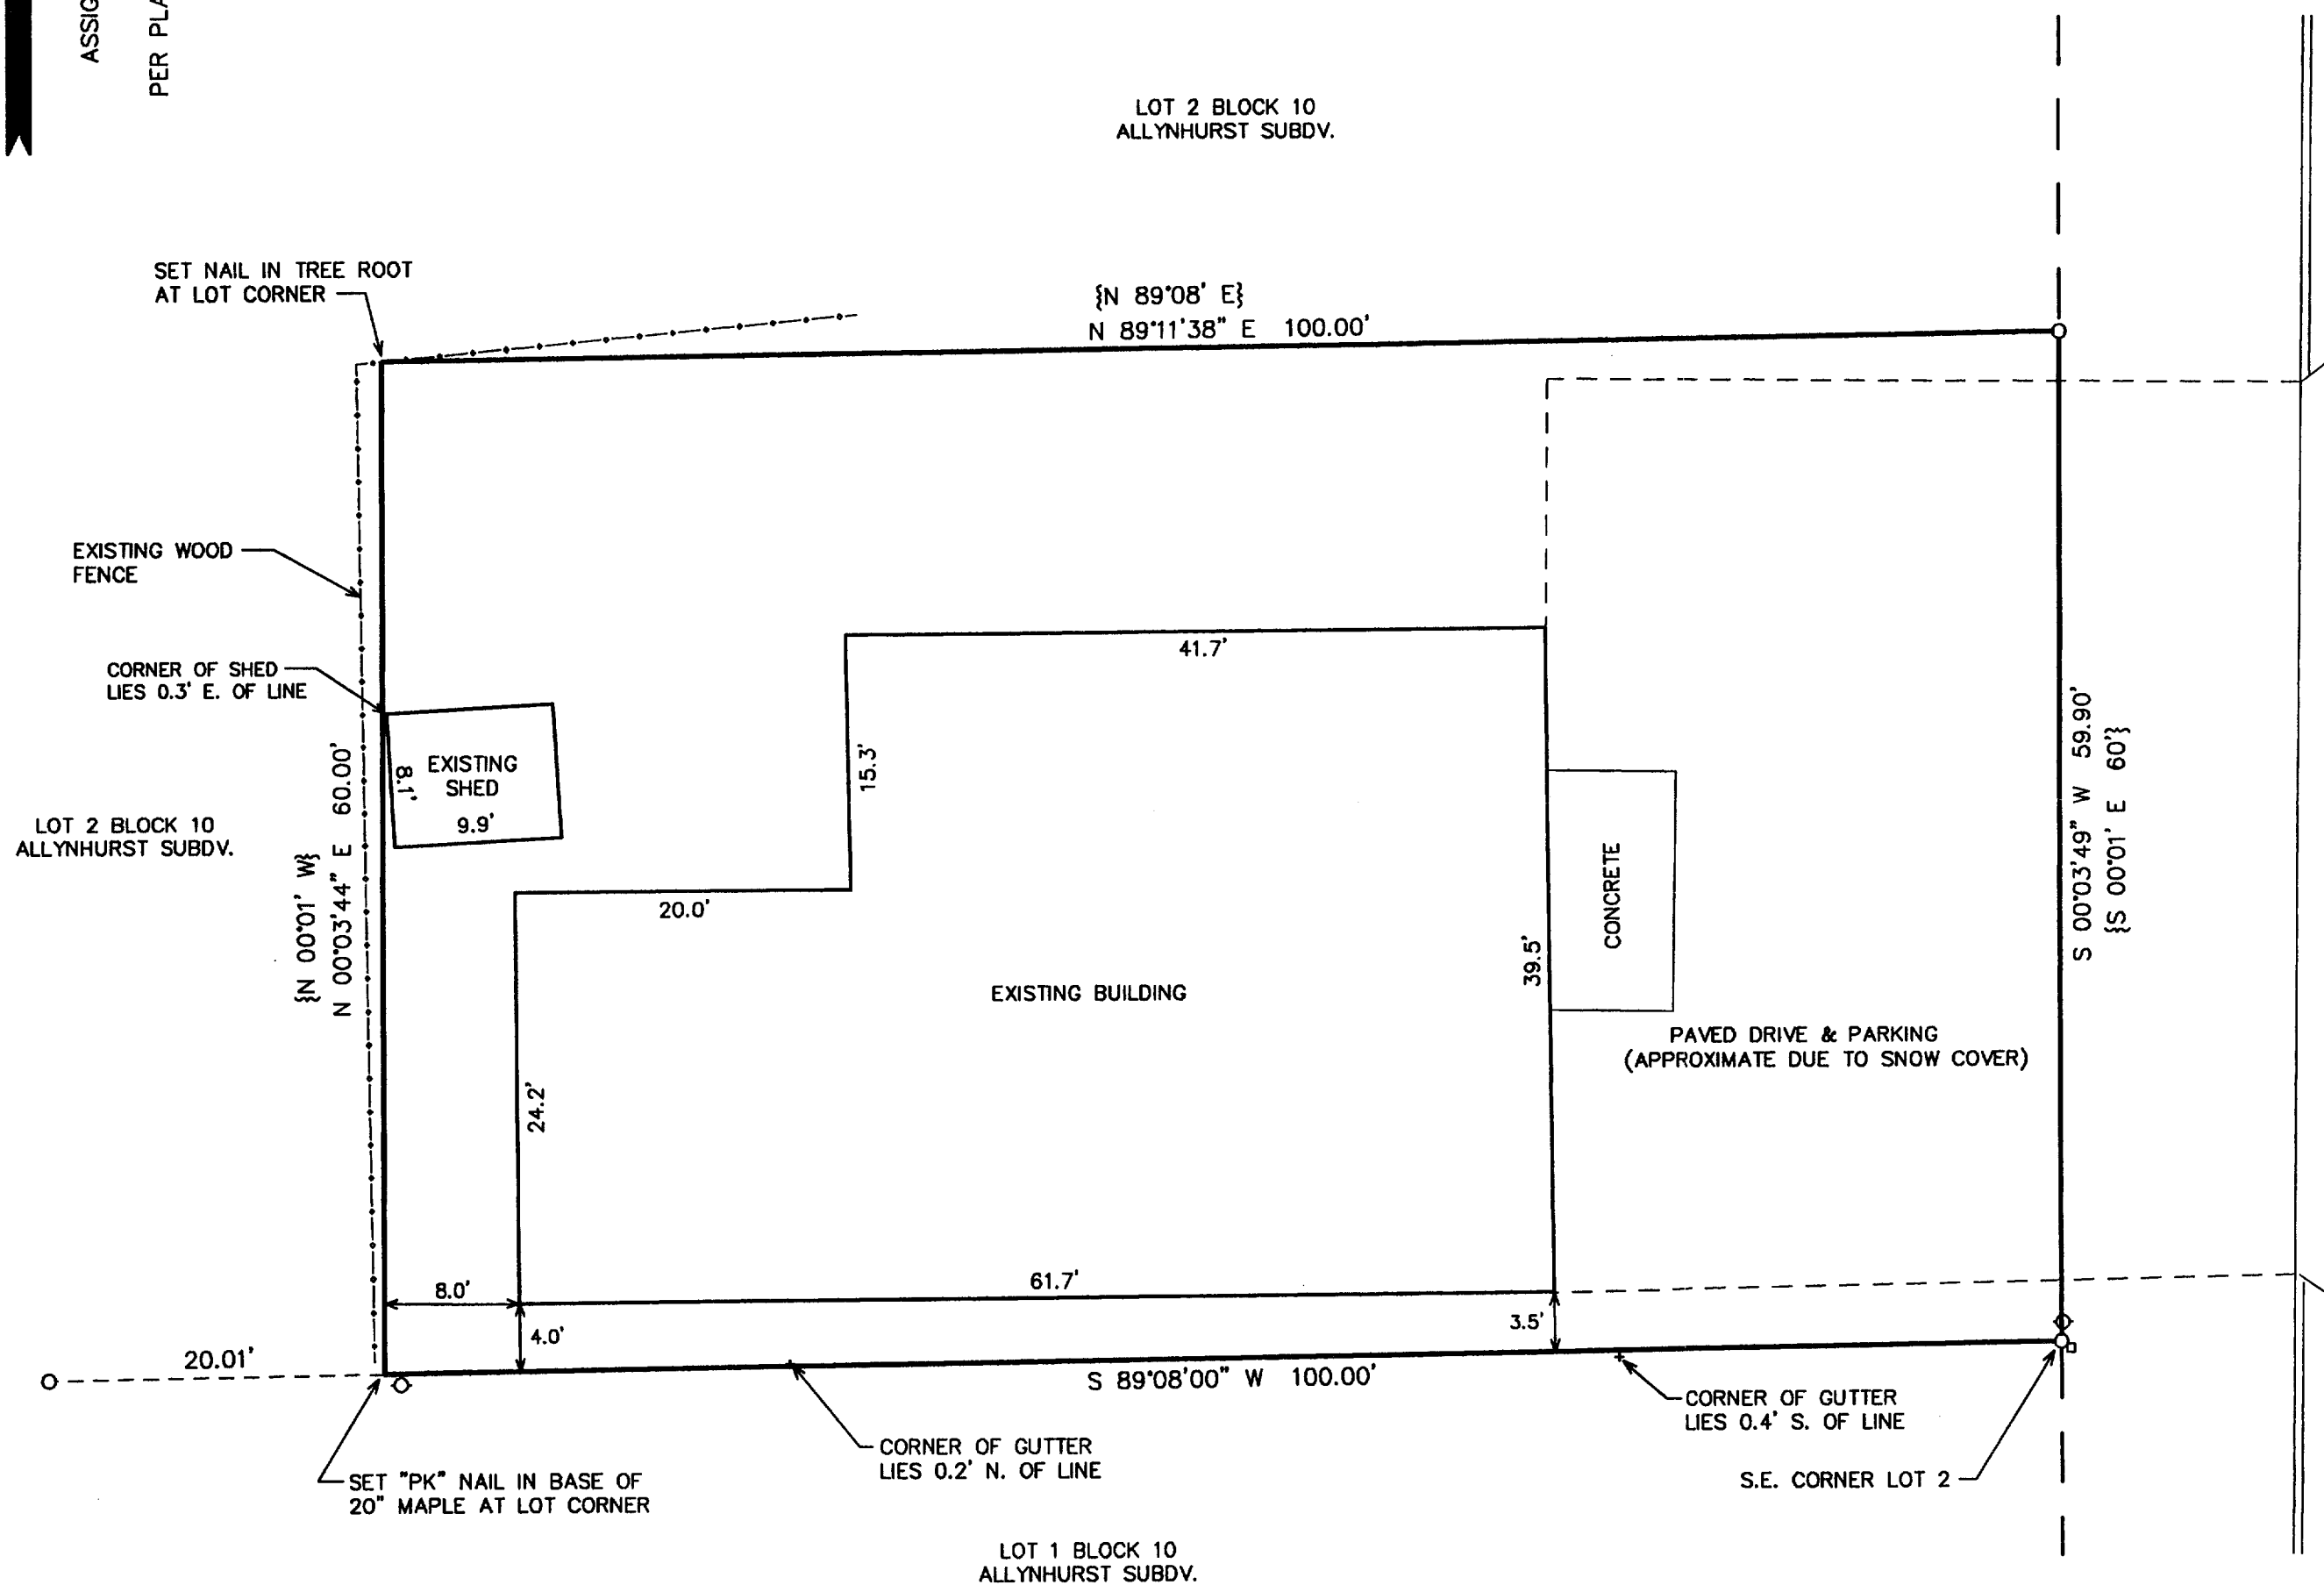 ASSIG
PER PLA
LOT 2 BLOCK 10
ALLYNHURST SUBDV.
SET NAIL IN TREE ROOT
AT LOT CORNER
{N 89°08' E}
N 89°11'38" E 100.00'
EXISTING WOOD
FENCE
CORNER OF SHED
LIES 0.3' E. OF LINE
41.7'
15.3'
EXISTING
SHED
8.1'
9.9'
LOT 2 BLOCK 10
ALLYNHURST SUBDV.
{N 00°01' W}
N 00°03'44" E 60.00'
20.0'
24.2'
EXISTING BUILDING
39.5'
CONCRETE
PAVED DRIVE & PARKING
(APPROXIMATE DUE TO SNOW COVER)
S 00°03'49" W 59.90'
{S 00°01' E 60'}
8.0'
61.7'
4.0'
3.5'
20.01'
S 89°08'00" W 100.00'
CORNER OF GUTTER
LIES 0.2' N. OF LINE
CORNER OF GUTTER
LIES 0.4' S. OF LINE
SET "PK" NAIL IN BASE OF
20" MAPLE AT LOT CORNER
S.E. CORNER LOT 2
LOT 1 BLOCK 10
ALLYNHURST SUBDV.